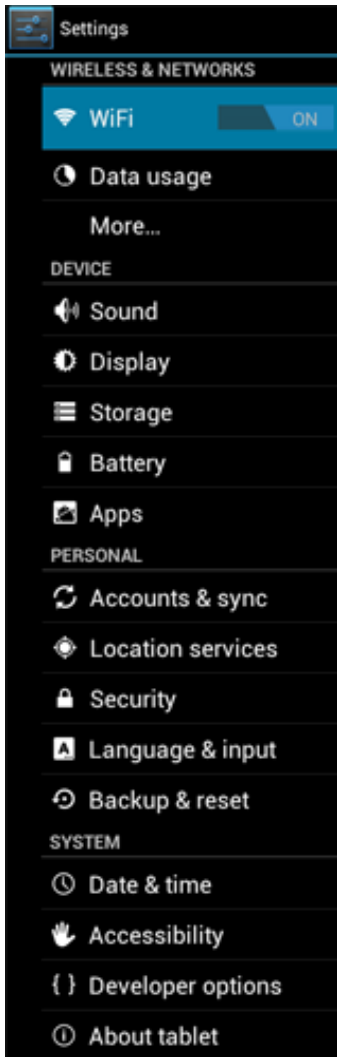 Settings
WIRELESS & NETWORKS
WiFi ON
Data usage
More...
DEVICE
Sound
Display
Storage
Battery
Apps
PERSONAL
Accounts & sync
Location services
Security
Language & input
Backup & reset
SYSTEM
Date & time
Accessibility
{ } Developer options
About tablet